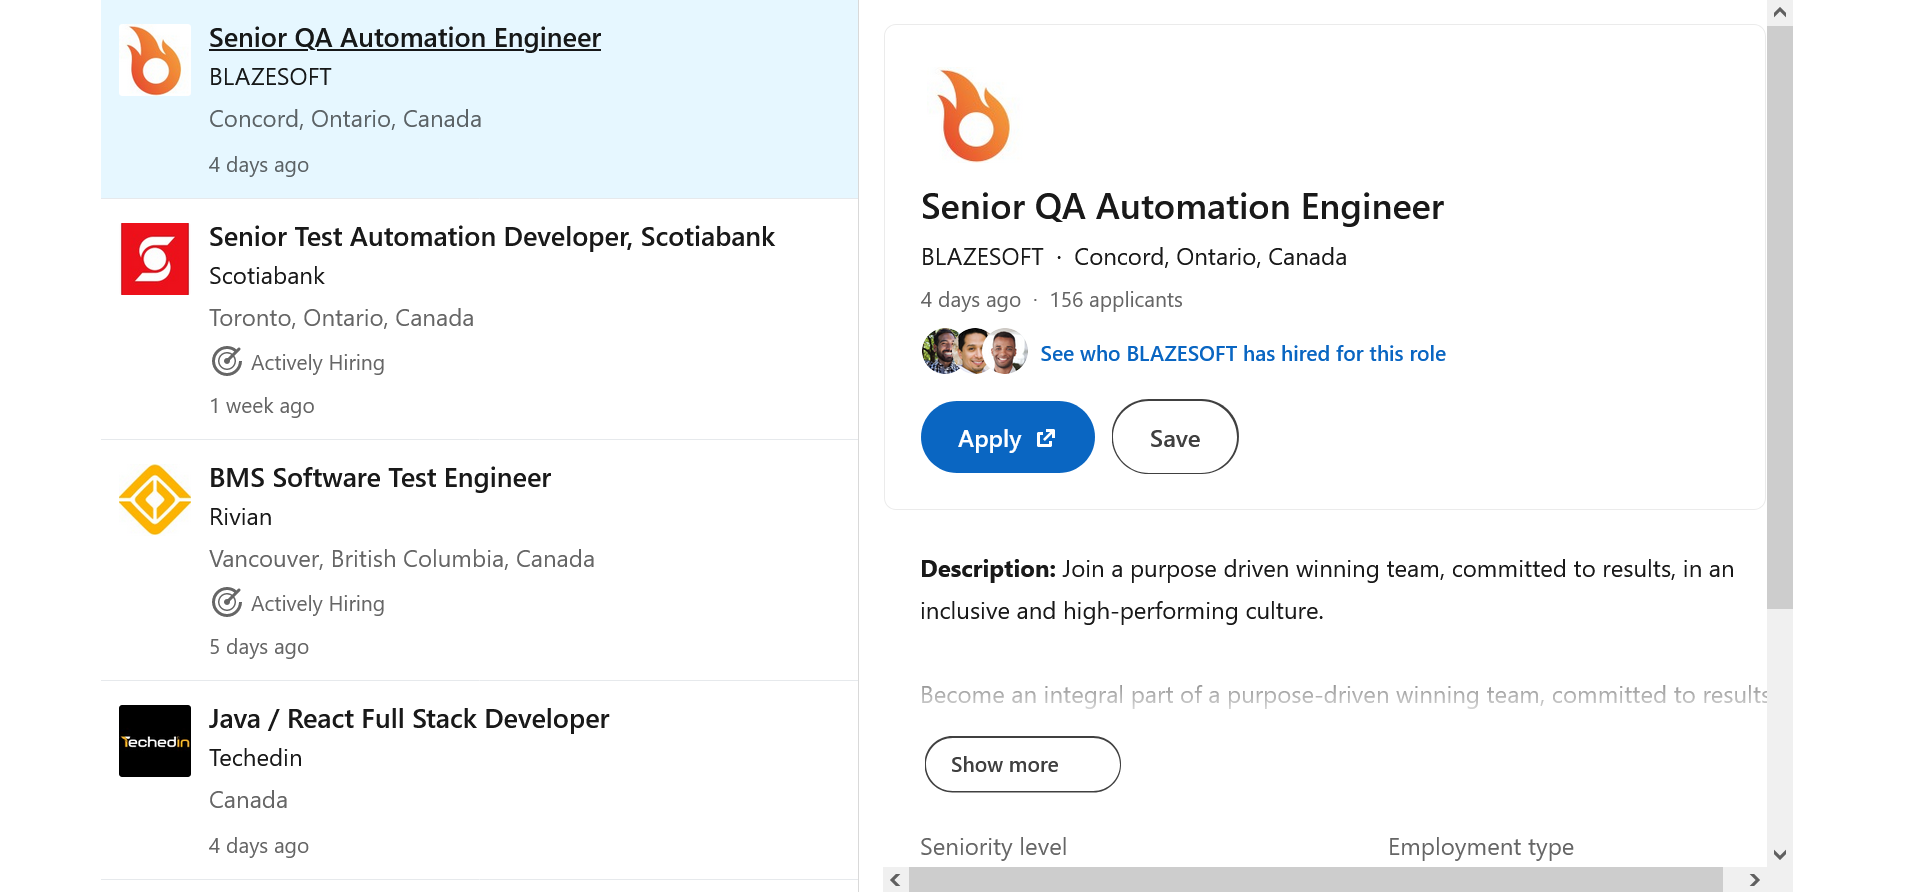 Senior QA Automation Engineer
BLAZESOFT
Concord, Ontario, Canada
4 days ago
Senior Test Automation Developer, Scotiabank
Scotiabank
Toronto, Ontario, Canada
Actively Hiring
1 week ago
BMS Software Test Engineer
Rivian
Vancouver, British Columbia, Canada
Actively Hiring
5 days ago
Techedin
Java / React Full Stack Developer
Techedin
Canada
4 days ago
Senior QA Automation Engineer
BLAZESOFT · Concord, Ontario, Canada
4 days ago · 156 applicants
See who BLAZESOFT has hired for this role
Apply
Save
Description: Join a purpose driven winning team, committed to results, in an
inclusive and high-performing culture.
Become an integral part of a purpose-driven winning team, committed to results
Show more
Seniority level
Employment type